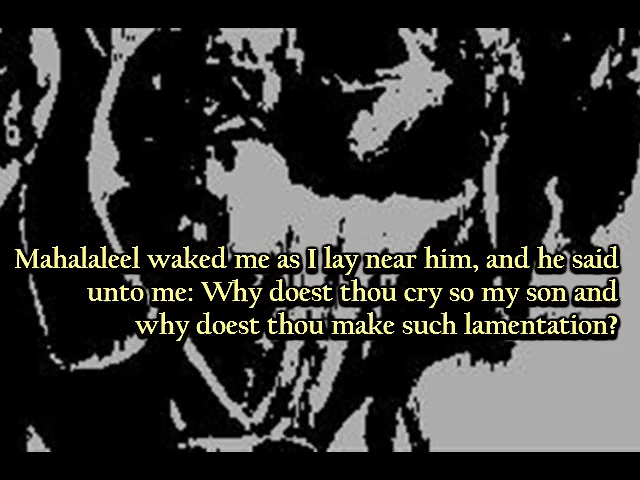 Mahalaleel waked me as I lay near him, and he said
unto me: Why doest thou cry so my son and
why doest thou make such lamentation?